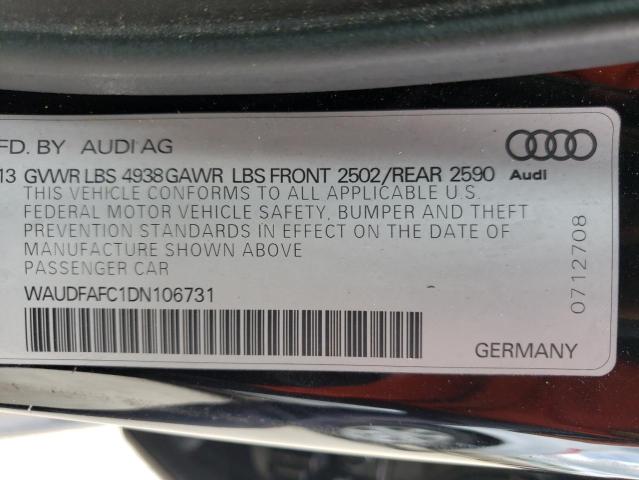 FD. BY AUDI AG
13 GVWR LBS 4938 GAWR LBS FRONT 2502/REAR 2590
Audi
THIS VEHICLE CONFORMS TO ALL APPLICABLE U.S.
FEDERAL MOTOR VEHICLE SAFETY, BUMPER AND THEFT
PREVENTION STANDARDS IN EFFECT ON THE DATE OF
MANUFACTURE SHOWN ABOVE
PASSENGER CAR
WAUDFAFC1DN106731
GERMANY
0712708